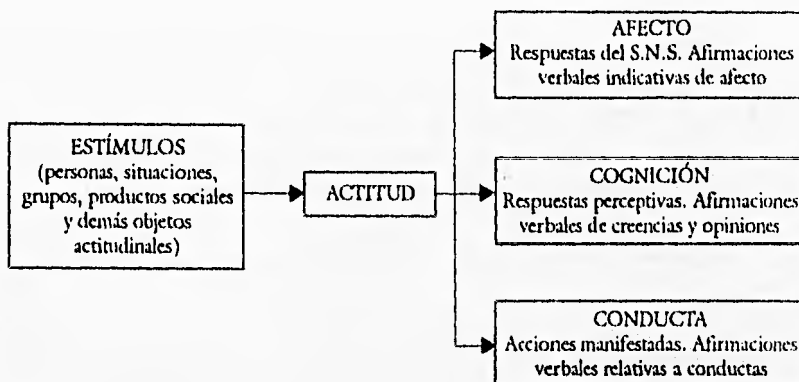 ESTÍMULOS
(personas, situaciones,
grupos, productos sociales
y demás objetos
actitudinales)
ACTITUD
AFECTO
Respuestas del S.N.S. Afirmaciones
verbales indicativas de afecto
COGNICIÓN
Respuestas perceptivas. Afirmaciones
verbales de creencias y opiniones
CONDUCTA
Acciones manifestadas. Afirmaciones
verbales relativas a conductas